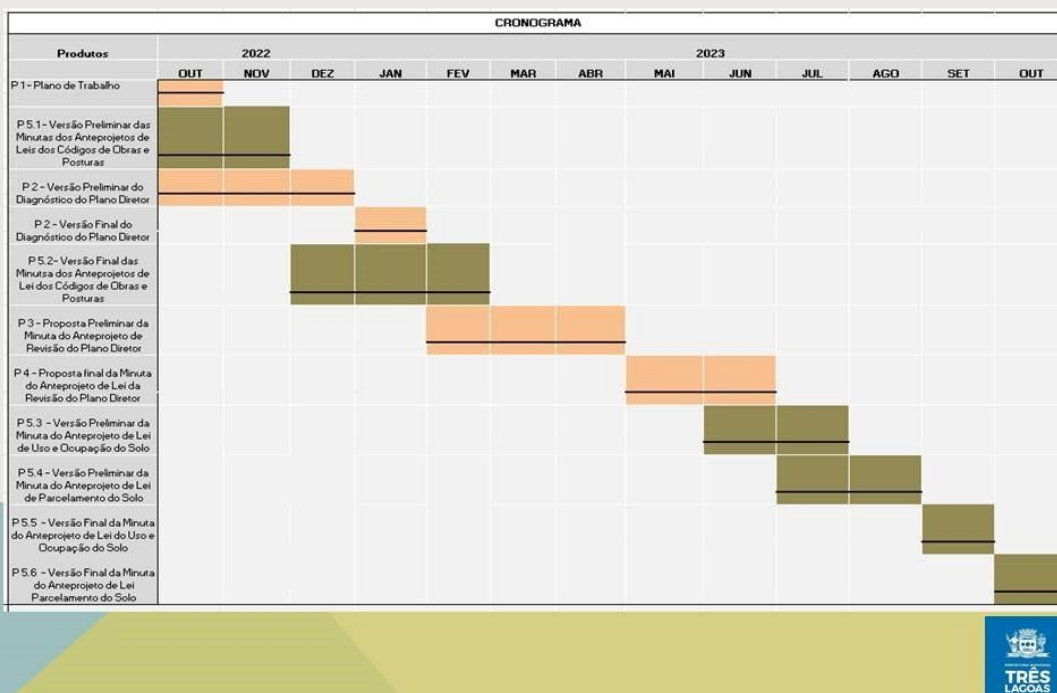 CRONOGRAMA
Produtos
2022
2023
OUT NOV DEZ JAN FEV MAR ABR MAI JUN JUL AGO SET OUT
P 1- Plano de Trabalho
P 5.1- Versão Preliminar das
Minutas dos Anteprojetos de
Leis dos Códigos de Obras e
Posturas
P 2 - Versão Preliminar do
Diagnóstico do Plano Diretor
P 2 - Versão Final do
Diagnóstico do Plano Diretor
P 5.2- Versão Final das
Minutsa dos Anteprojetos de
Lei dos Códigos de Obras e
Posturas
P 3 - Proposta Preliminar da
Minuta do Anteprojeto de
Revisão do Plano Diretor
P 4 - Proposta final da Minuta
do Anteprojeto de Lei da
Revisão do Plano Diretor
P 5.3 - Versão Preliminar da
Minuta do Anteprojeto de Lei
de Uso e Ocupação do Solo
P 5.4 - Versão Preliminar da
Minuta do Anteprojeto de Lei
de Parcelamento do Solo
P 5.5 - Versão Final da Minuta
do Anteprojeto de Lei do Uso e
Ocupação do Solo
P 5.6 - Versão Final da Minuta
do Anteprojeto de Lei
Parcelamento do Solo
TRÊS
LAGOAS